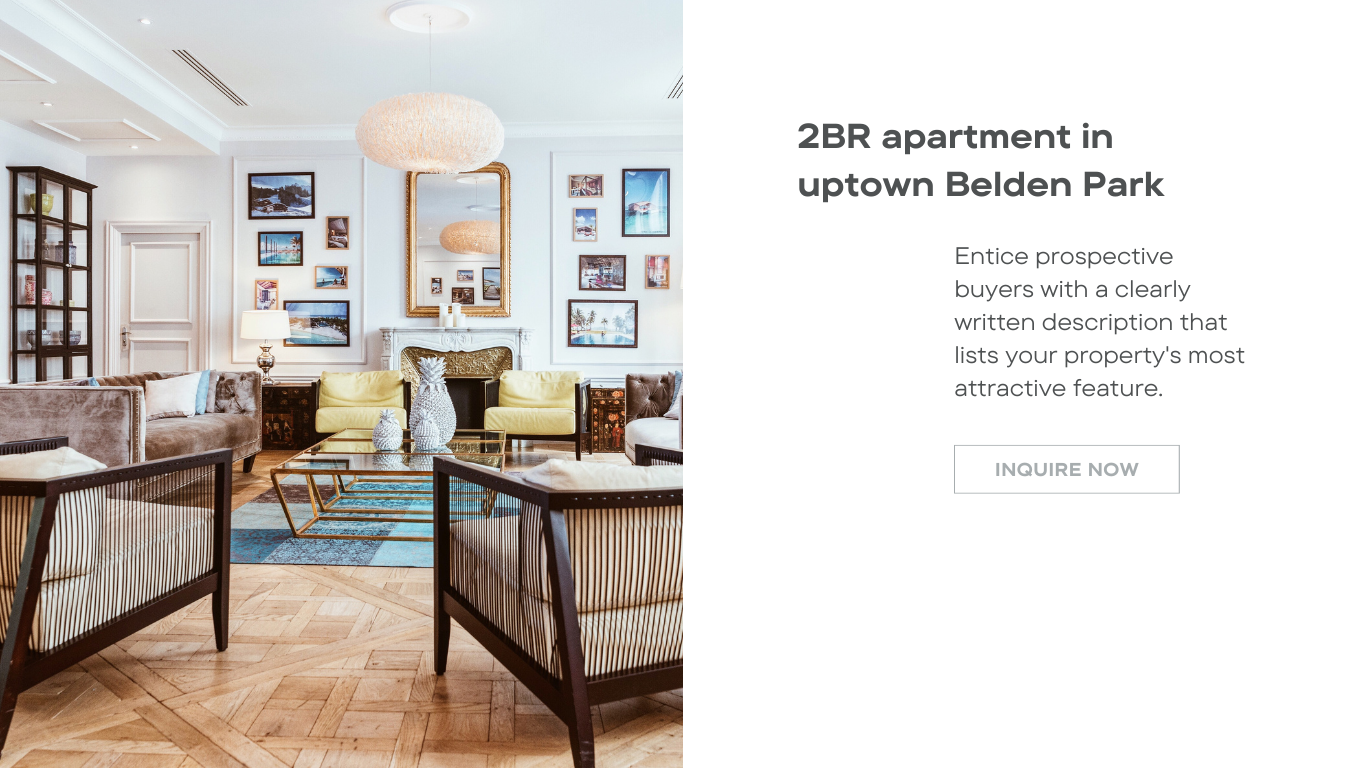 2BR apartment in
uptown Belden Park
Entice prospective
buyers with a clearly
written description that
lists your property's most
attractive feature.
INQUIRE NOW